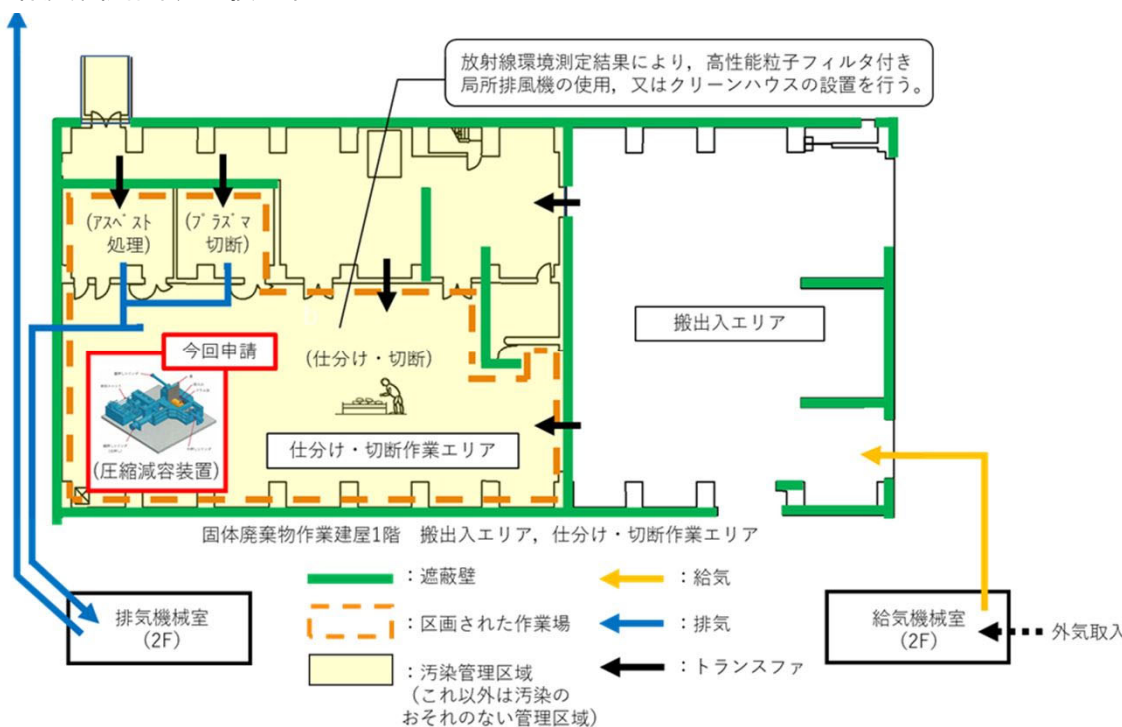 放射線環境測定結果により，高性能粒子フィルタ付き
局所排風機の使用，又はクリーンハウスの設置を行う。
(アスベスト
処理)
(プラズマ
切断)
搬出入エリア
今回申請
(仕分け・切断)
仕分け・切断作業エリア
(圧縮減容装置)
固体廃棄物作業建屋1階　搬出入エリア，仕分け・切断作業エリア
：遮蔽壁
：給気
排気機械室
(2F)
：区画された作業場
：排気
給気機械室
(2F)
外気取入
：汚染管理区域
(これ以外は汚染の
おそれのない管理区域)
：トランスファ